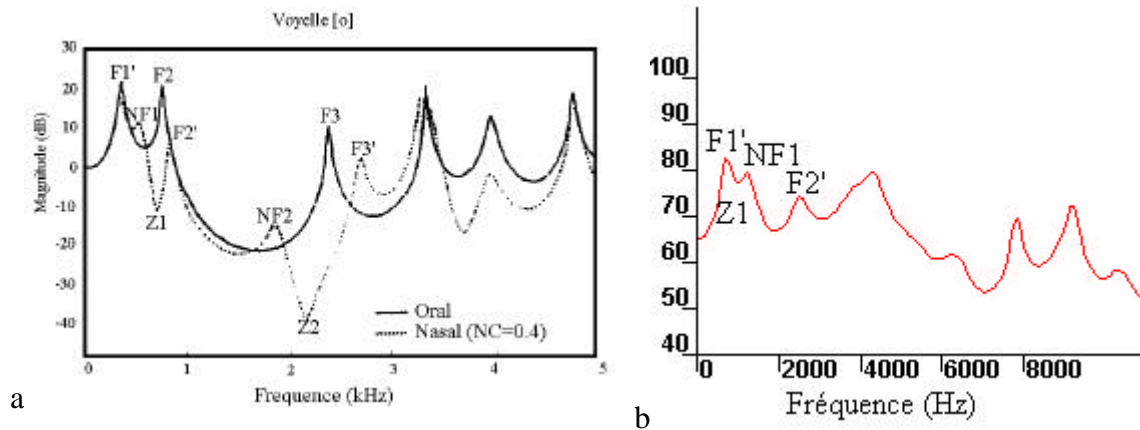 Voyelle [o]
30
20
10
0
-10
-20
-30
-40
Magnitude (dB)
F1'
F2
NF1
F2'
Z1
NF2
F3
F3'
Z2
Oral
Nasal (NC=0.4)
0 1 2 3 4 5
Frequence (kHz)
a
100
90
80
70
60
50
40
F1'
NF1
F2'
Z1
0 2000 4000 6000 8000
Fréquence (Hz)
b